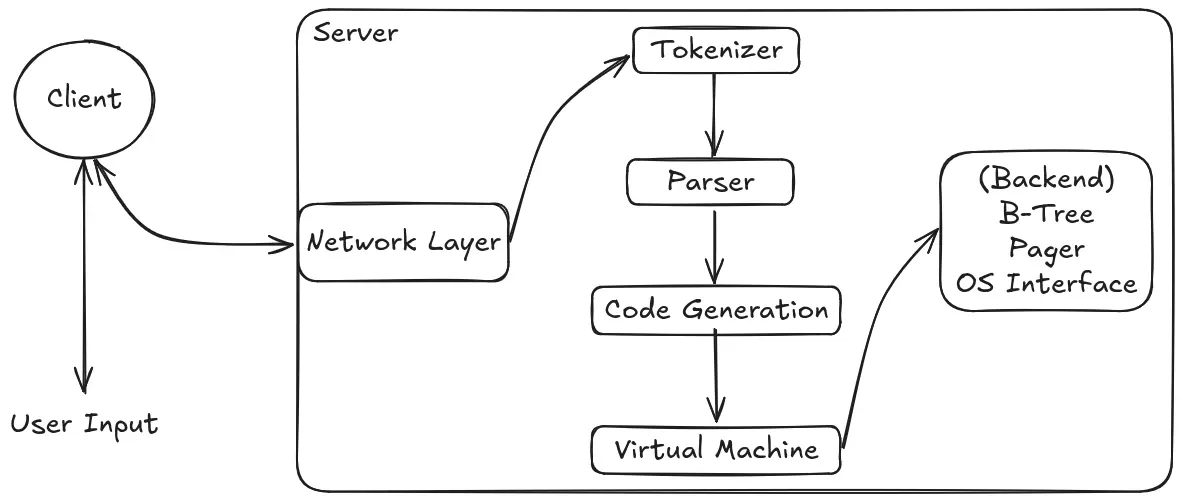 Server
Client
User Input
Network Layer
Tokenizer
Parser
Code Generation
Virtual Machine
(Backend)
B-Tree
Pager
OS Interface